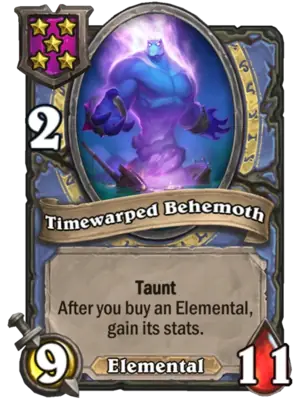 2
Timewarped Behemoth
Taunt
After you buy an Elemental,
gain its stats.
9
Elemental
11